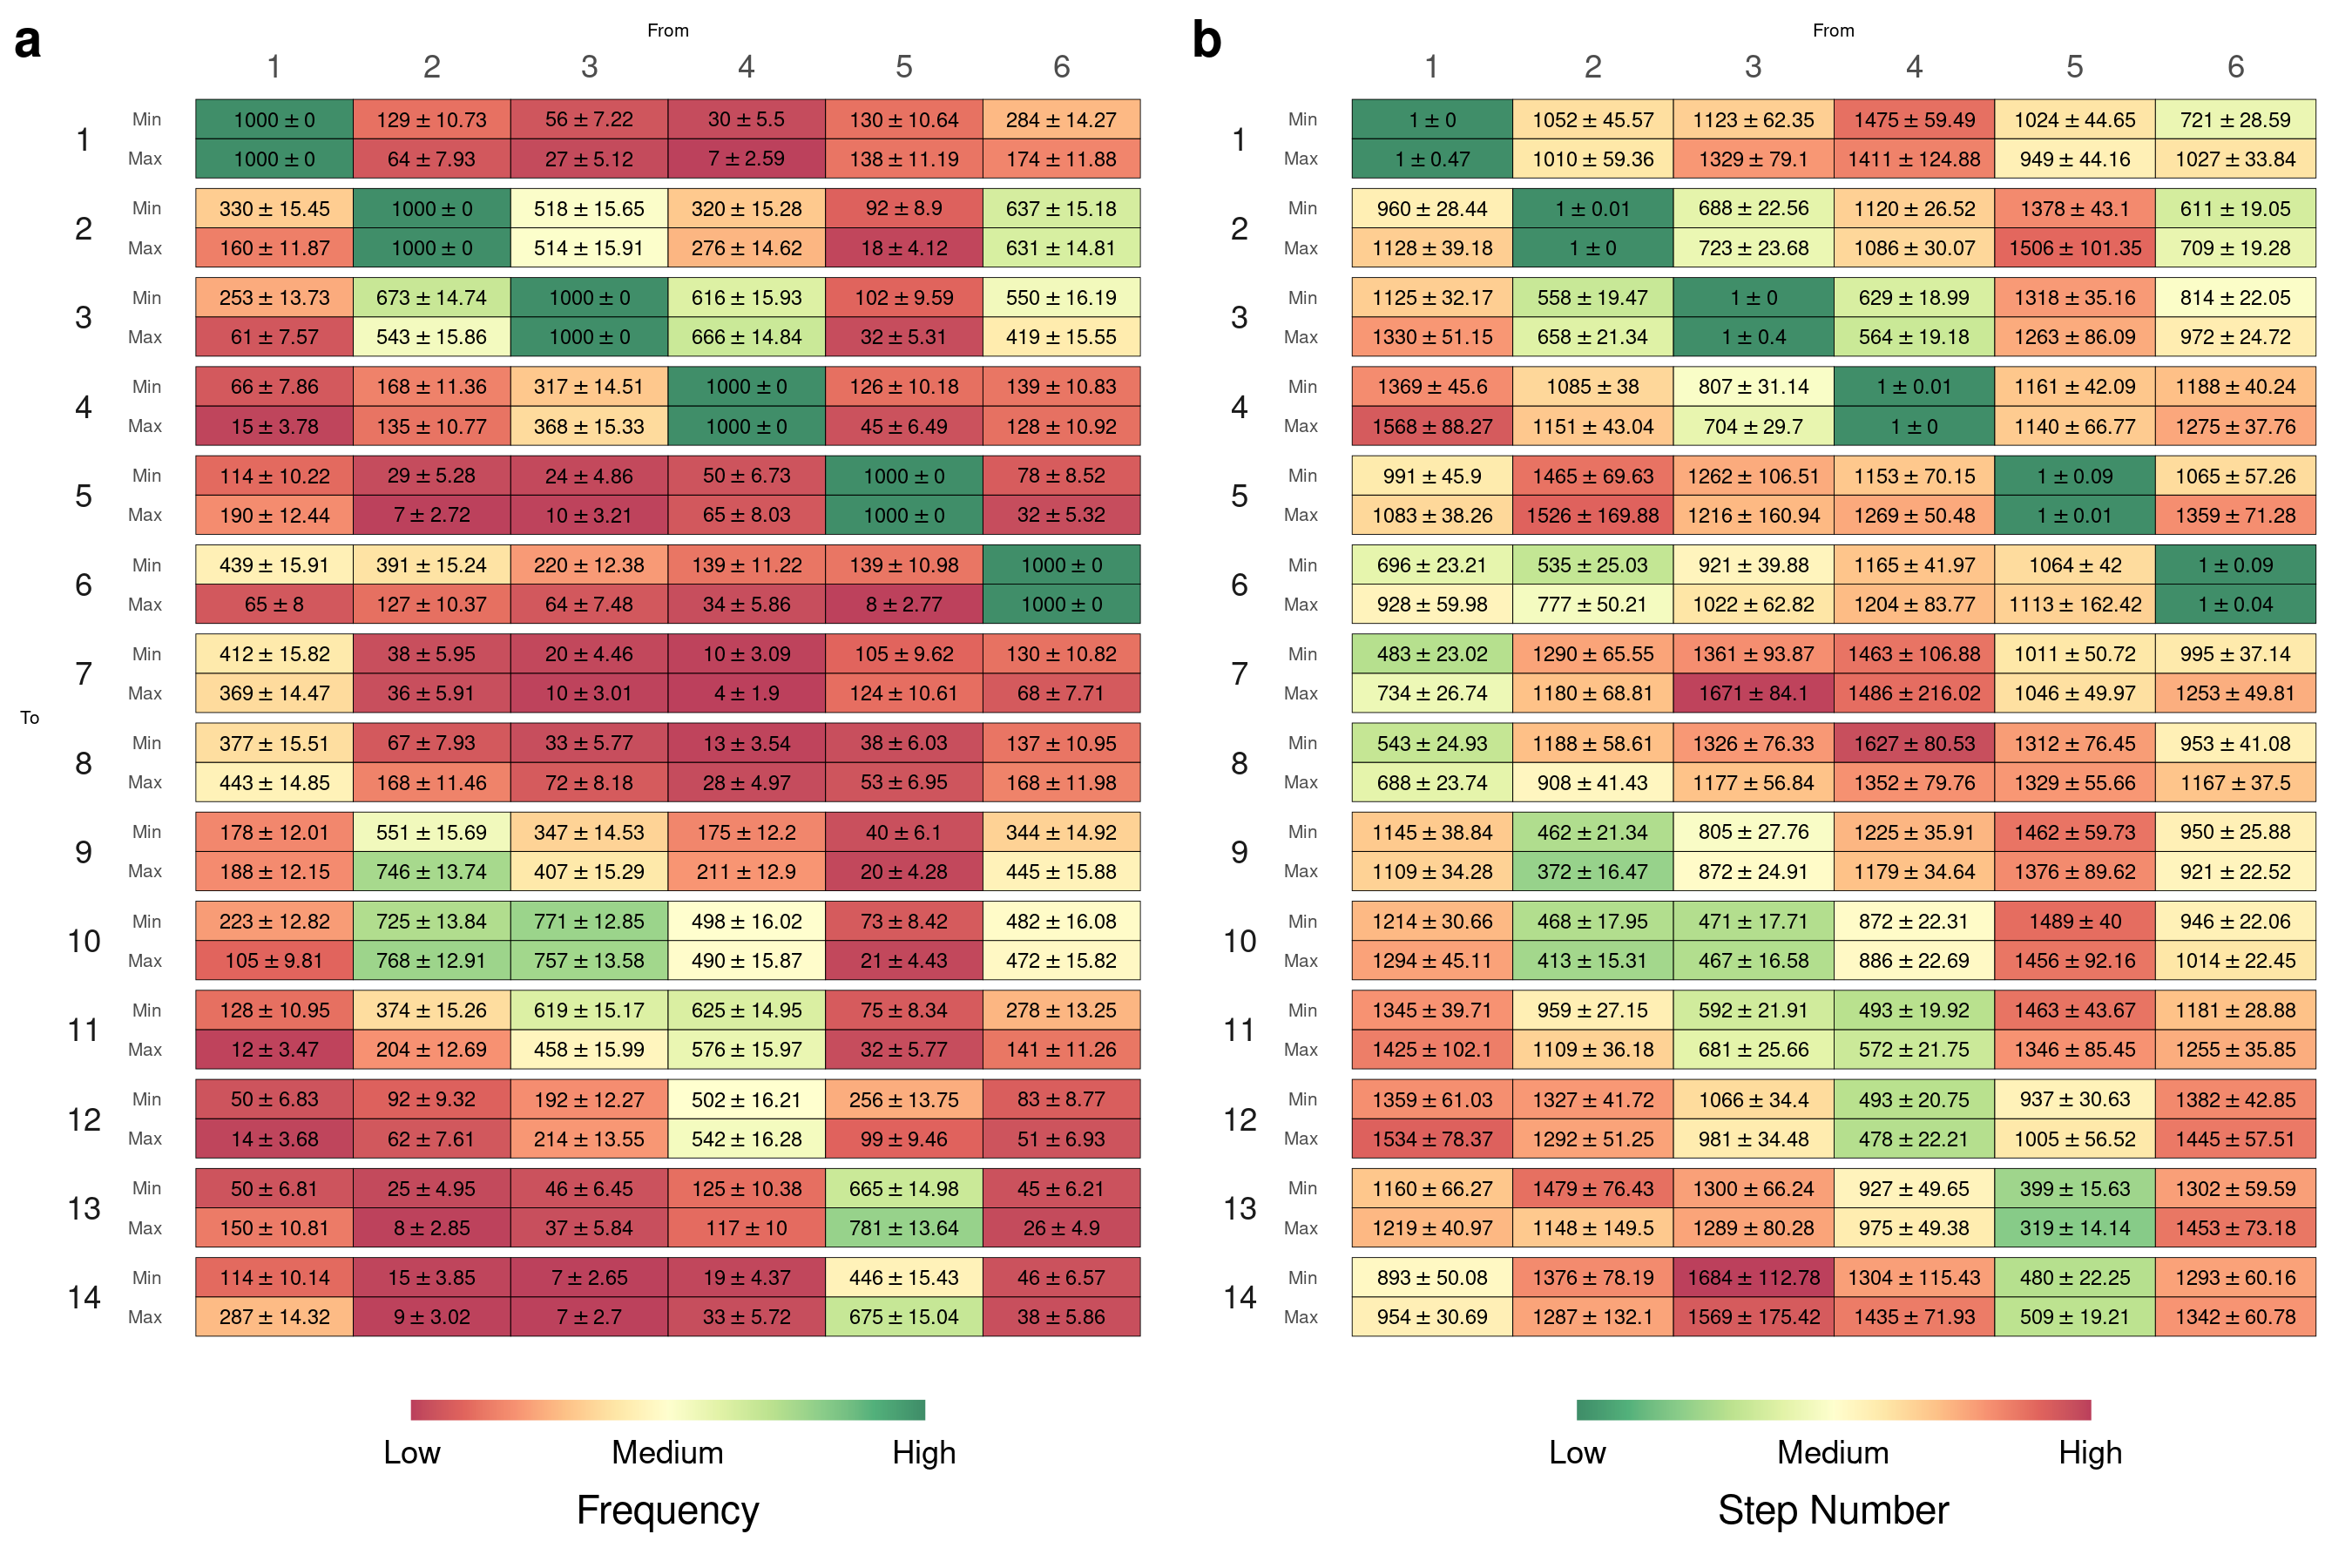 a
From
1 2 3 4 5 6
1 Min 1000 ± 0 129 ± 10.73 56 ± 7.22 30 ± 5.5 130 ± 10.64 284 ± 14.27
Max 1000 ± 0 64 ± 7.93 27 ± 5.12 7 ± 2.59 138 ± 11.19 174 ± 11.88
2 Min 330 ± 15.45 1000 ± 0 518 ± 15.65 320 ± 15.28 92 ± 8.9 637 ± 15.18
Max 160 ± 11.87 1000 ± 0 514 ± 15.91 276 ± 14.62 18 ± 4.12 631 ± 14.81
3 Min 253 ± 13.73 673 ± 14.74 1000 ± 0 616 ± 15.93 102 ± 9.59 550 ± 16.19
Max 61 ± 7.57 543 ± 15.86 1000 ± 0 666 ± 14.84 32 ± 5.31 419 ± 15.55
4 Min 66 ± 7.86 168 ± 11.36 317 ± 14.51 1000 ± 0 126 ± 10.18 139 ± 10.83
Max 15 ± 3.78 135 ± 10.77 368 ± 15.33 1000 ± 0 45 ± 6.49 128 ± 10.92
5 Min 114 ± 10.22 29 ± 5.28 24 ± 4.86 50 ± 6.73 1000 ± 0 78 ± 8.52
Max 190 ± 12.44 7 ± 2.72 10 ± 3.21 65 ± 8.03 1000 ± 0 32 ± 5.32
6 Min 439 ± 15.91 391 ± 15.24 220 ± 12.38 139 ± 11.22 139 ± 10.98 1000 ± 0
Max 65 ± 8 127 ± 10.37 64 ± 7.48 34 ± 5.86 8 ± 2.77 1000 ± 0
7 Min 412 ± 15.82 38 ± 5.95 20 ± 4.46 10 ± 3.09 105 ± 9.62 130 ± 10.82
Max 369 ± 14.47 36 ± 5.91 10 ± 3.01 4 ± 1.9 124 ± 10.61 68 ± 7.71
To
8 Min 377 ± 15.51 67 ± 7.93 33 ± 5.77 13 ± 3.54 38 ± 6.03 137 ± 10.95
Max 443 ± 14.85 168 ± 11.46 72 ± 8.18 28 ± 4.97 53 ± 6.95 168 ± 11.98
9 Min 178 ± 12.01 551 ± 15.69 347 ± 14.53 175 ± 12.2 40 ± 6.1 344 ± 14.92
Max 188 ± 12.15 746 ± 13.74 407 ± 15.29 211 ± 12.9 20 ± 4.28 445 ± 15.88
10 Min 223 ± 12.82 725 ± 13.84 771 ± 12.85 498 ± 16.02 73 ± 8.42 482 ± 16.08
Max 105 ± 9.81 768 ± 12.91 757 ± 13.58 490 ± 15.87 21 ± 4.43 472 ± 15.82
11 Min 128 ± 10.95 374 ± 15.26 619 ± 15.17 625 ± 14.95 75 ± 8.34 278 ± 13.25
Max 12 ± 3.47 204 ± 12.69 458 ± 15.99 576 ± 15.97 32 ± 5.77 141 ± 11.26
12 Min 50 ± 6.83 92 ± 9.32 192 ± 12.27 502 ± 16.21 256 ± 13.75 83 ± 8.77
Max 14 ± 3.68 62 ± 7.61 214 ± 13.55 542 ± 16.28 99 ± 9.46 51 ± 6.93
13 Min 50 ± 6.81 25 ± 4.95 46 ± 6.45 125 ± 10.38 665 ± 14.98 45 ± 6.21
Max 150 ± 10.81 8 ± 2.85 37 ± 5.84 117 ± 10 781 ± 13.64 26 ± 4.9
14 Min 114 ± 10.14 15 ± 3.85 7 ± 2.65 19 ± 4.37 446 ± 15.43 46 ± 6.57
Max 287 ± 14.32 9 ± 3.02 7 ± 2.7 33 ± 5.72 675 ± 15.04 38 ± 5.86
Low Medium High
Frequency
b
From
1 2 3 4 5 6
1 Min 1 ± 0 1052 ± 45.57 1123 ± 62.35 1475 ± 59.49 1024 ± 44.65 721 ± 28.59
Max 1 ± 0.47 1010 ± 59.36 1329 ± 79.1 1411 ± 124.88 949 ± 44.16 1027 ± 33.84
2 Min 960 ± 28.44 1 ± 0.01 688 ± 22.56 1120 ± 26.52 1378 ± 43.1 611 ± 19.05
Max 1128 ± 39.18 1 ± 0 723 ± 23.68 1086 ± 30.07 1506 ± 101.35 709 ± 19.28
3 Min 1125 ± 32.17 558 ± 19.47 1 ± 0 629 ± 18.99 1318 ± 35.16 814 ± 22.05
Max 1330 ± 51.15 658 ± 21.34 1 ± 0.4 564 ± 19.18 1263 ± 86.09 972 ± 24.72
4 Min 1369 ± 45.6 1085 ± 38 807 ± 31.14 1 ± 0.01 1161 ± 42.09 1188 ± 40.24
Max 1568 ± 88.27 1151 ± 43.04 704 ± 29.7 1 ± 0 1140 ± 66.77 1275 ± 37.76
5 Min 991 ± 45.9 1465 ± 69.63 1262 ± 106.51 1153 ± 70.15 1 ± 0.09 1065 ± 57.26
Max 1083 ± 38.26 1526 ± 169.88 1216 ± 160.94 1269 ± 50.48 1 ± 0.01 1359 ± 71.28
6 Min 696 ± 23.21 535 ± 25.03 921 ± 39.88 1165 ± 41.97 1064 ± 42 1 ± 0.09
Max 928 ± 59.98 777 ± 50.21 1022 ± 62.82 1204 ± 83.77 1113 ± 162.42 1 ± 0.04
7 Min 483 ± 23.02 1290 ± 65.55 1361 ± 93.87 1463 ± 106.88 1011 ± 50.72 995 ± 37.14
Max 734 ± 26.74 1180 ± 68.81 1671 ± 84.1 1486 ± 216.02 1046 ± 49.97 1253 ± 49.81
8 Min 543 ± 24.93 1188 ± 58.61 1326 ± 76.33 1627 ± 80.53 1312 ± 76.45 953 ± 41.08
Max 688 ± 23.74 908 ± 41.43 1177 ± 56.84 1352 ± 79.76 1329 ± 55.66 1167 ± 37.5
9 Min 1145 ± 38.84 462 ± 21.34 805 ± 27.76 1225 ± 35.91 1462 ± 59.73 950 ± 25.88
Max 1109 ± 34.28 372 ± 16.47 872 ± 24.91 1179 ± 34.64 1376 ± 89.62 921 ± 22.52
10 Min 1214 ± 30.66 468 ± 17.95 471 ± 17.71 872 ± 22.31 1489 ± 40 946 ± 22.06
Max 1294 ± 45.11 413 ± 15.31 467 ± 16.58 886 ± 22.69 1456 ± 92.16 1014 ± 22.45
11 Min 1345 ± 39.71 959 ± 27.15 592 ± 21.91 493 ± 19.92 1463 ± 43.67 1181 ± 28.88
Max 1425 ± 102.1 1109 ± 36.18 681 ± 25.66 572 ± 21.75 1346 ± 85.45 1255 ± 35.85
12 Min 1359 ± 61.03 1327 ± 41.72 1066 ± 34.4 493 ± 20.75 937 ± 30.63 1382 ± 42.85
Max 1534 ± 78.37 1292 ± 51.25 981 ± 34.48 478 ± 22.21 1005 ± 56.52 1445 ± 57.51
13 Min 1160 ± 66.27 1479 ± 76.43 1300 ± 66.24 927 ± 49.65 399 ± 15.63 1302 ± 59.59
Max 1219 ± 40.97 1148 ± 149.5 1289 ± 80.28 975 ± 49.38 319 ± 14.14 1453 ± 73.18
14 Min 893 ± 50.08 1376 ± 78.19 1684 ± 112.78 1304 ± 115.43 480 ± 22.25 1293 ± 60.16
Max 954 ± 30.69 1287 ± 132.1 1569 ± 175.42 1435 ± 71.93 509 ± 19.21 1342 ± 60.78
Low Medium High
Step Number